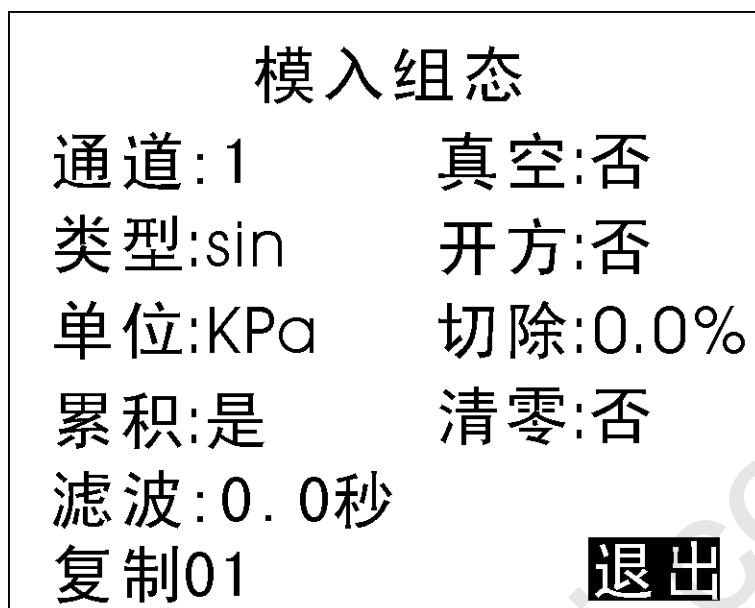 模入组态
通道:1 真空:否
类型:sin 开方:否
单位:KPa 切除:0.0%
累积:是 清零:否
滤波:0.0秒
复制01 退出